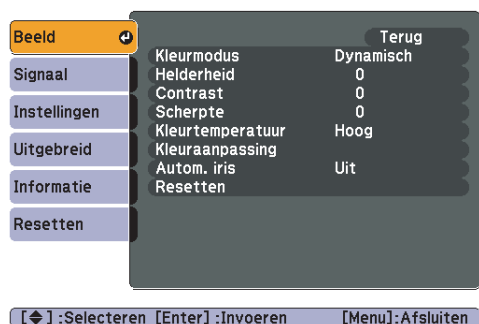 Beeld
Signaal
Instellingen
Uitgebreid
Informatie
Resetten
Terug
Kleurmodus Dynamisch
Helderheid 0
Contrast 0
Scherpte 0
Kleurtemperatuur Hoog
Kleuraanpassing
Autom. iris Uit
Resetten
[◆] :Selecteren [Enter] :Invoeren [Menu]:Afsluiten